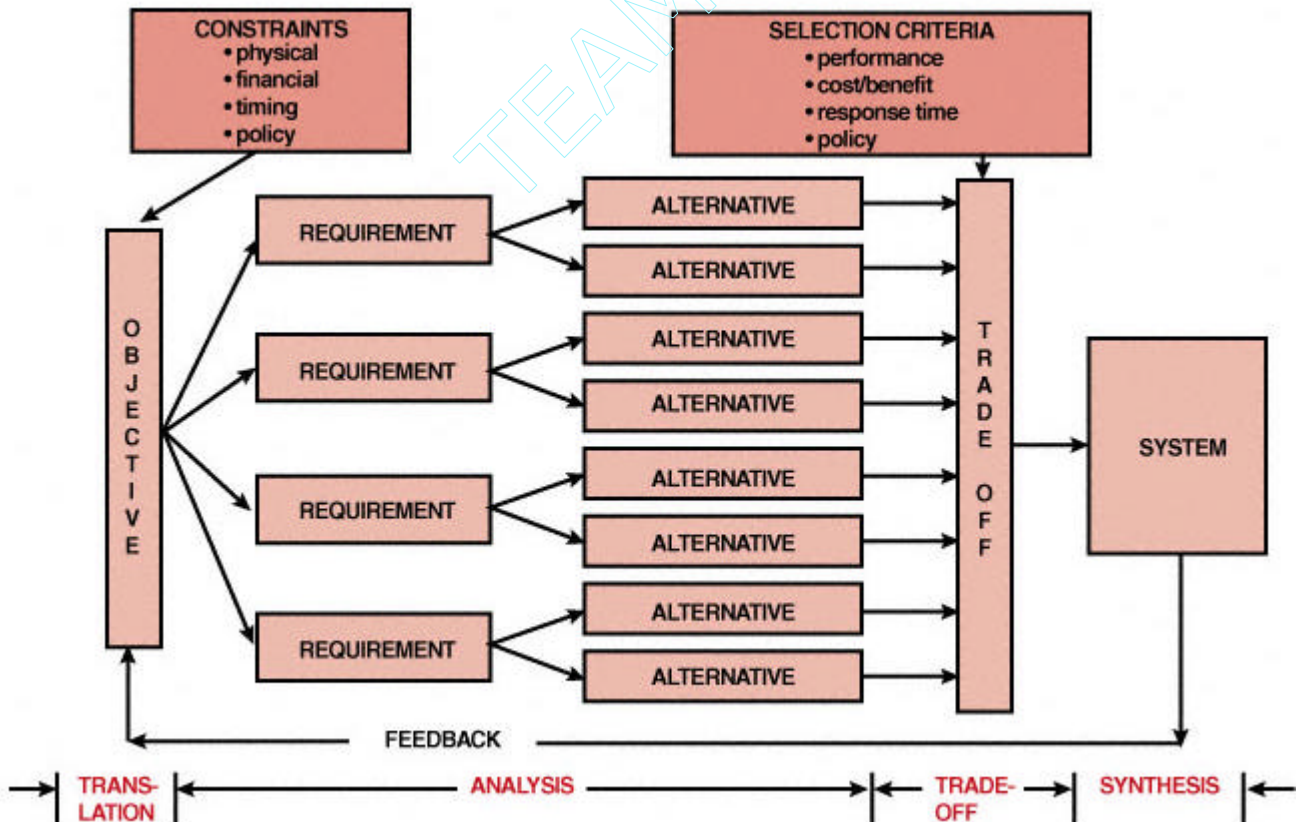 TEAM
CONSTRAINTS
• physical
• financial
• timing
• policy
SELECTION CRITERIA
• performance
• cost/benefit
• response time
• policy
OBJECTIVE
REQUIREMENT
REQUIREMENT
REQUIREMENT
REQUIREMENT
ALTERNATIVE
ALTERNATIVE
ALTERNATIVE
ALTERNATIVE
ALTERNATIVE
ALTERNATIVE
ALTERNATIVE
ALTERNATIVE
TRADE OFF
SYSTEM
FEEDBACK
TRANS-
LATION
ANALYSIS
TRADE-
OFF
SYNTHESIS